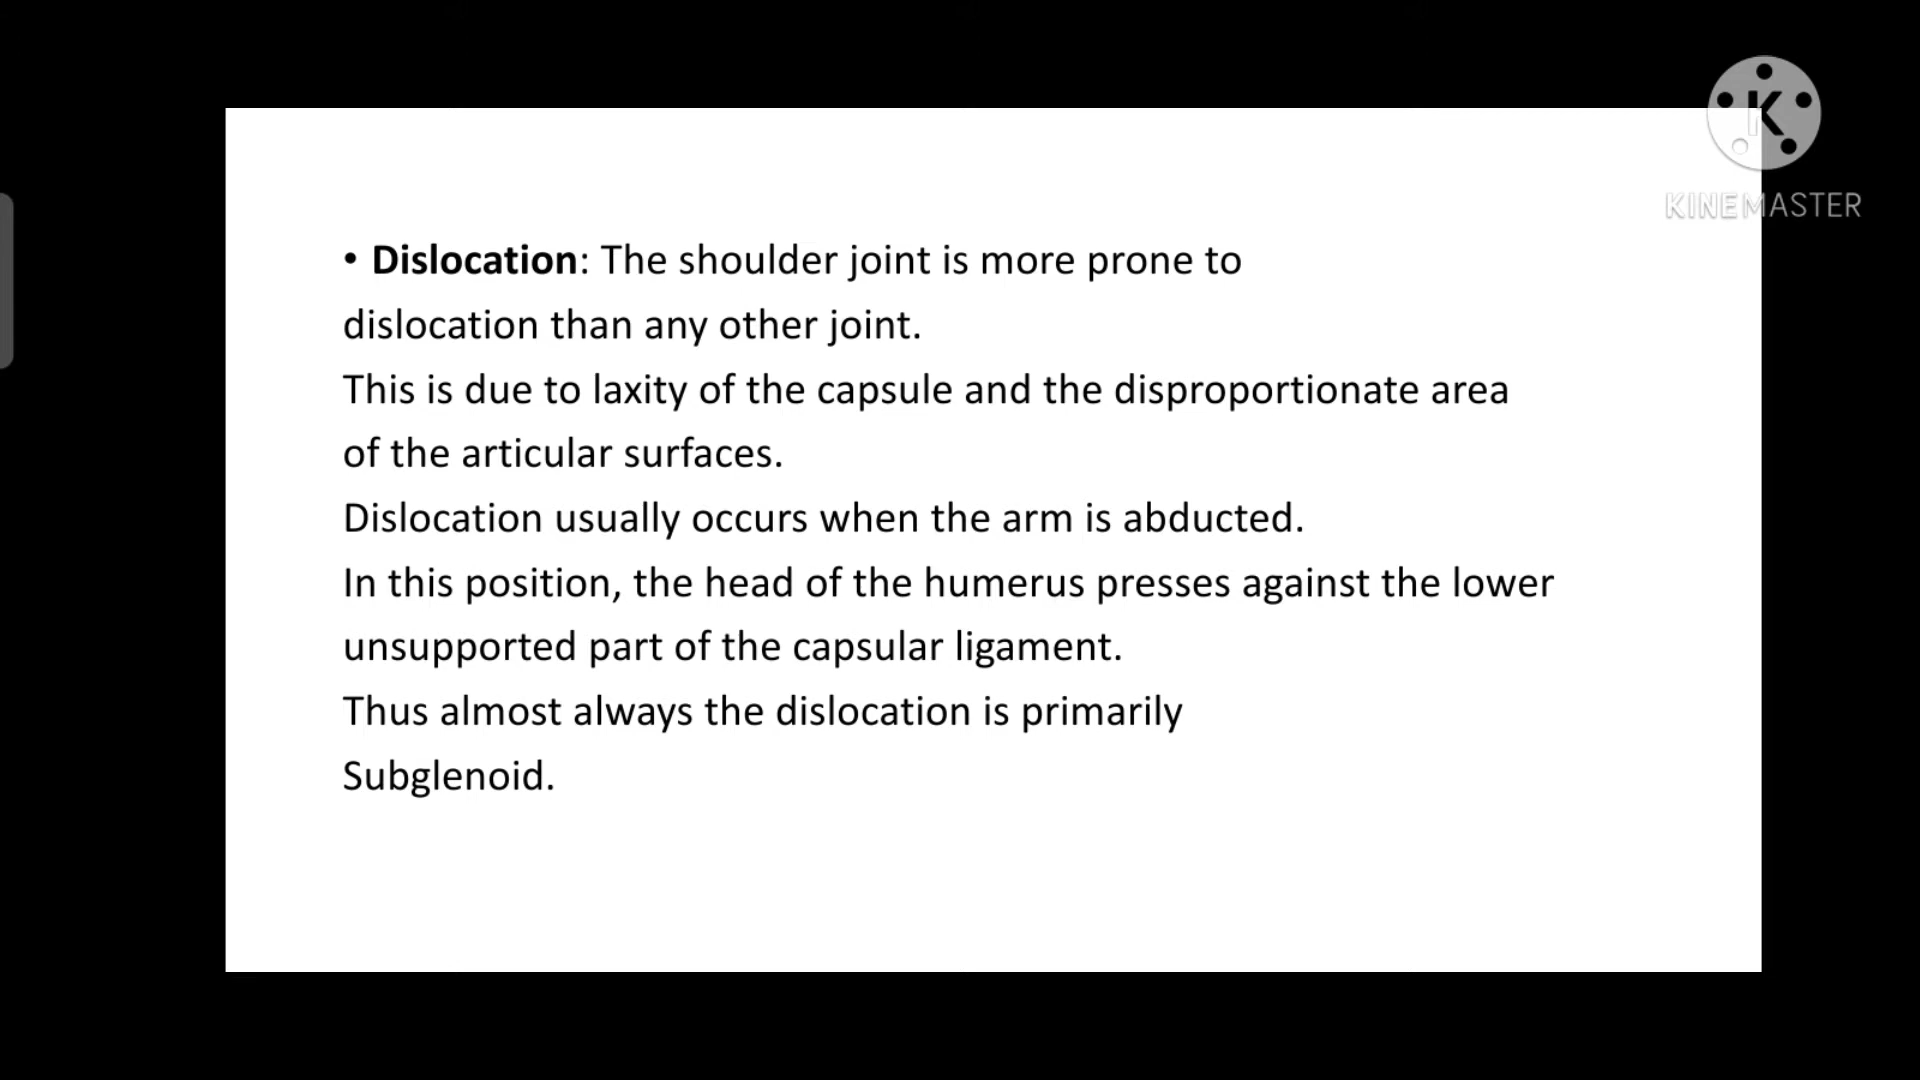 K
KINEMASTER
• Dislocation: The shoulder joint is more prone to
dislocation than any other joint.
This is due to laxity of the capsule and the disproportionate area
of the articular surfaces.
Dislocation usually occurs when the arm is abducted.
In this position, the head of the humerus presses against the lower
unsupported part of the capsular ligament.
Thus almost always the dislocation is primarily
Subglenoid.